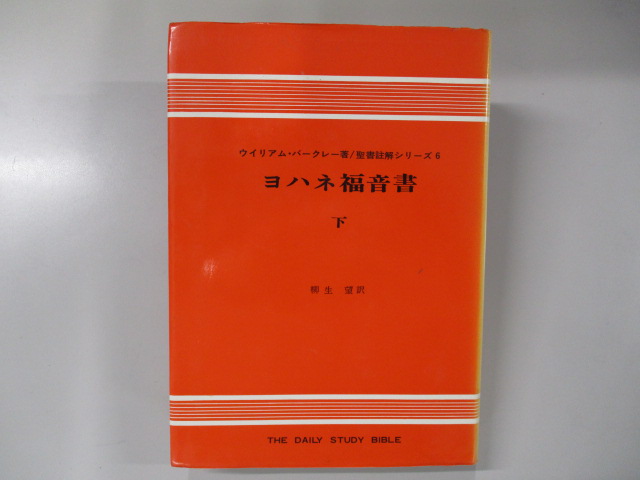 ウイリアム・バークレー著/聖書註解シリーズ6
ヨハネ福音書
下
柳生 望訳
THE DAILY STUDY BIBLE